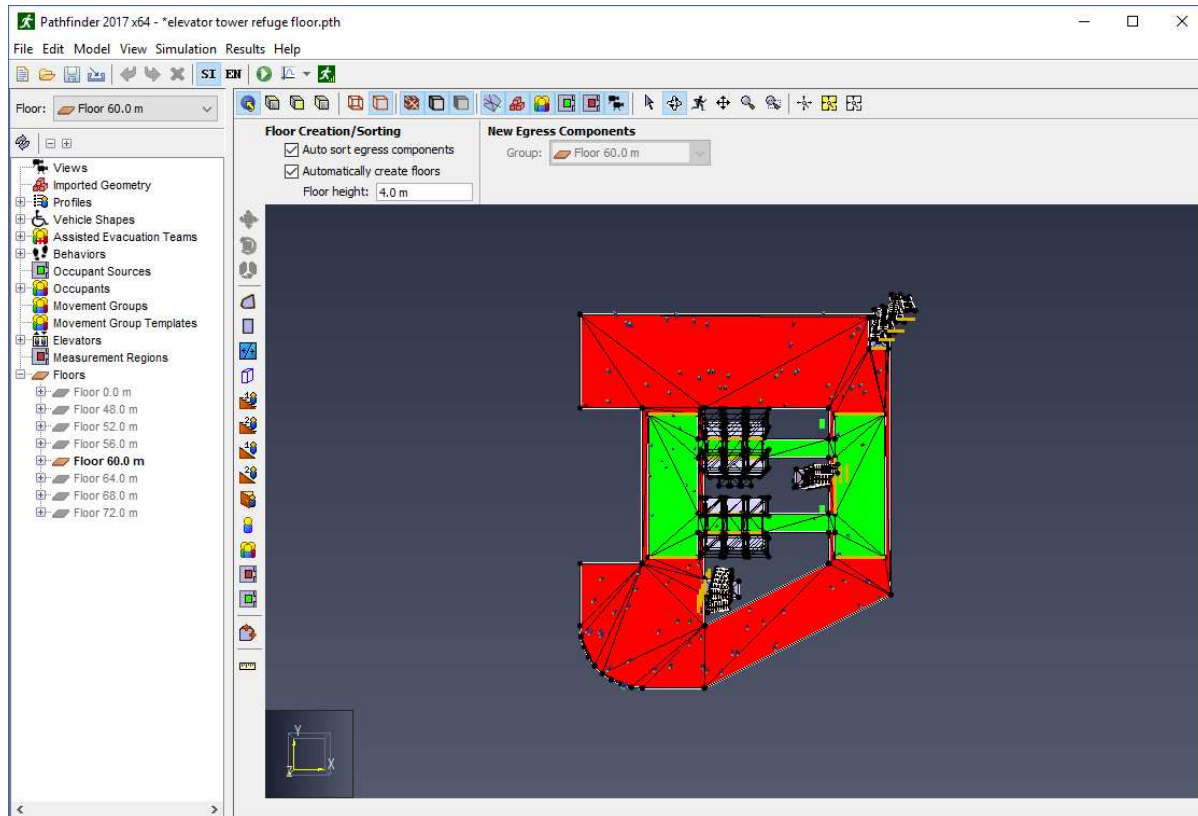 Pathfinder 2017 x64 - *elevator tower refuge floor.pth
File Edit Model View Simulation Results Help
SI EN
Floor: Floor 60.0 m
Floor Creation/Sorting
Auto sort egress components
Automatically create floors
Floor height: 4.0 m
New Egress Components
Group: Floor 60.0 m
Views
Imported Geometry
Profiles
Vehicle Shapes
Assisted Evacuation Teams
Behaviors
Occupant Sources
Occupants
Movement Groups
Movement Group Templates
Elevators
Measurement Regions
Floors
Floor 0.0 m
Floor 48.0 m
Floor 52.0 m
Floor 56.0 m
Floor 60.0 m
Floor 64.0 m
Floor 68.0 m
Floor 72.0 m
Y
Z X